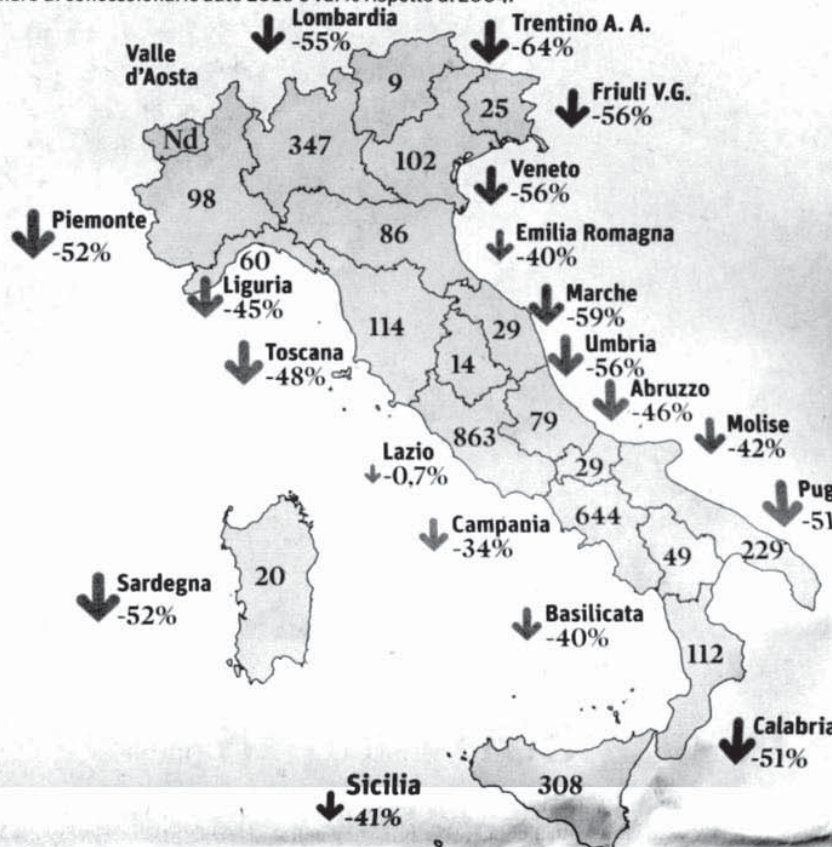 Lombardia
-55%
Trentino A. A.
-64%
Valle
d'Aosta
9
25
Friuli V.G.
-56%
Nd
347
102
Veneto
-56%
98
Piemonte
-52%
86
Emilia Romagna
-40%
60
Liguria
-45%
Marche
-59%
114
29
Umbria
-56%
Toscana
-48%
14
Abruzzo
-46%
79
Molise
-42%
863
Lazio
-0,7%
29
Campania
-34%
644
49
229
-51
Sardegna
-52%
20
Basilicata
-40%
112
Calabria
-51%
Sicilia
-41%
308